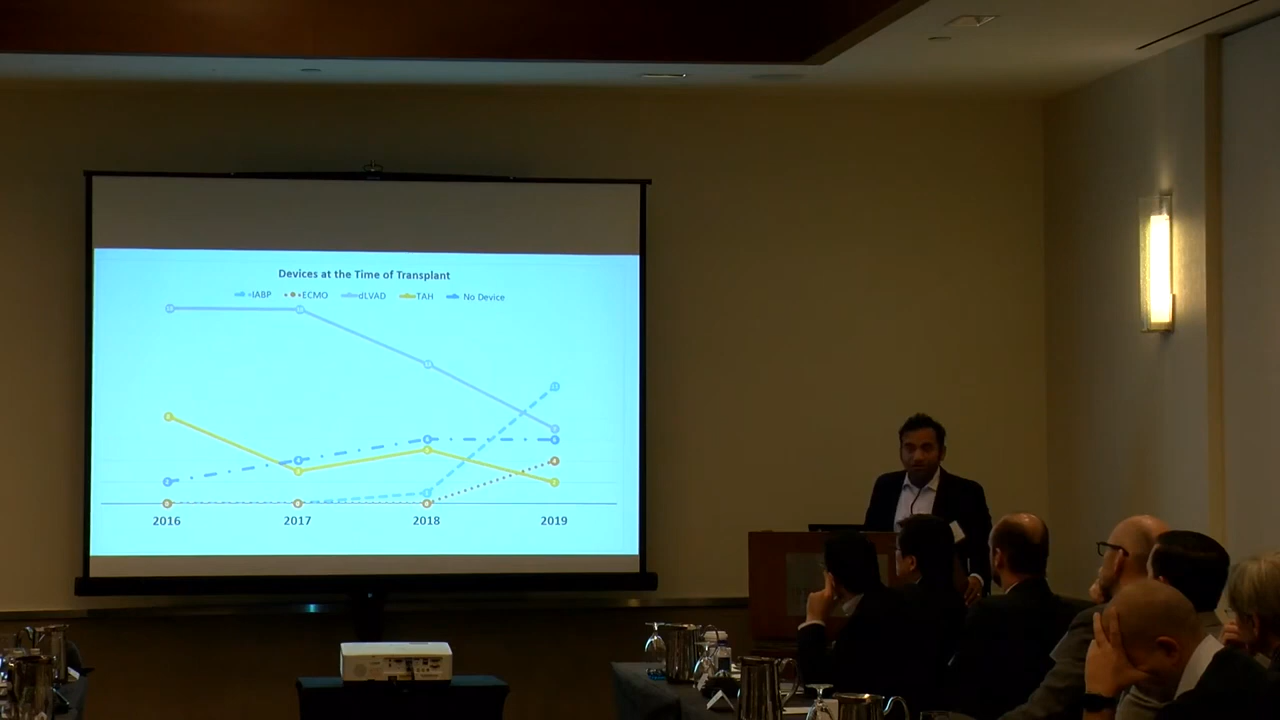 Devices at the Time of Transplant
IABP ECMO dLVAD TAH No Device
2016 2017 2018 2019